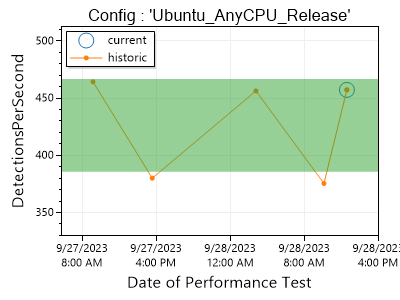 Config : 'Ubuntu_AnyCPU_Release'
current
historic
DetectionsPerSecond
500
450
400
350
9/27/2023 9/27/2023 9/28/2023 9/28/2023 9/28/2023
8:00 AM 4:00 PM 12:00 AM 8:00 AM 4:00 PM
Date of Performance Test